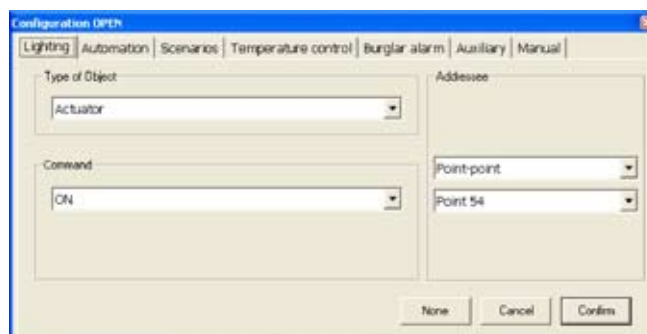 Configuration OPEN
Lighting Automation Scenarios Temperature control Burglar alarm Auxiliary Manual
Type of Object
Actuator
Addressee
Command
ON
Point-point
Point 54
None Cancel Confirm